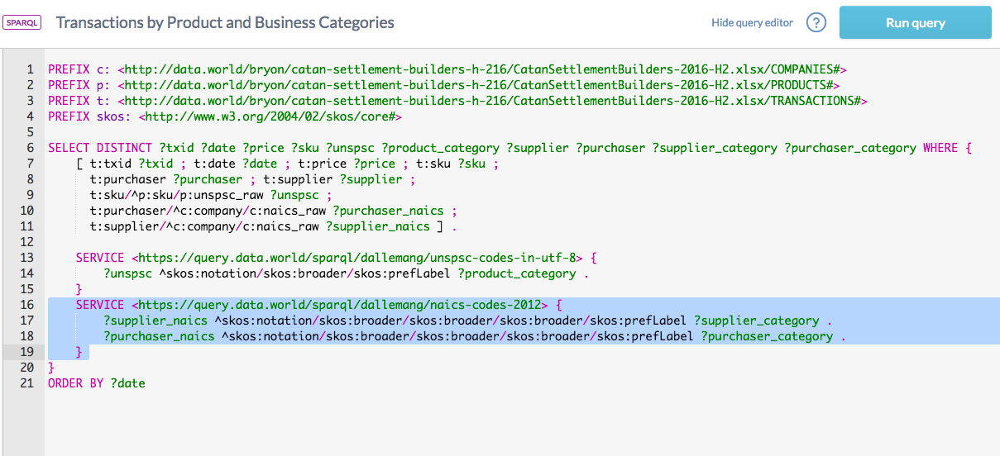 SPARQL Transactions by Product and Business Categories Hide query editor ? Run query
1 PREFIX c: <http://data.world/bryon/catan-settlement-builders-h-216/CatanSettlementBuilders-2016-H2.xlsx/COMPANIES#>
2 PREFIX p: <http://data.world/bryon/catan-settlement-builders-h-216/CatanSettlementBuilders-2016-H2.xlsx/PRODUCTS#>
3 PREFIX t: <http://data.world/bryon/catan-settlement-builders-h-216/CatanSettlementBuilders-2016-H2.xlsx/TRANSACTIONS#>
4 PREFIX skos: <http://www.w3.org/2004/02/skos/core#>
5
6 SELECT DISTINCT ?txid ?date ?price ?sku ?unspsc ?product_category ?supplier ?purchaser ?supplier_category ?purchaser_category WHERE {
7 [ t:txid ?txid ; t:date ?date ; t:price ?price ; t:sku ?sku ;
8 t:purchaser ?purchaser ; t:supplier ?supplier ;
9 t:sku/^p:sku/p:unspsc_raw ?unspsc ;
10 t:purchaser/^c:company/c:naics_raw ?purchaser_naics ;
11 t:supplier/^c:company/c:naics_raw ?supplier_naics ] .
12
13 SERVICE <https://query.data.world/sparql/dallemang/unspsc-codes-in-utf-8> {
14 ?unspsc ^skos:notation/skos:broader/skos:prefLabel ?product_category .
15 }
16 SERVICE <https://query.data.world/sparql/dallemang/naics-codes-2012> {
17 ?supplier_naics ^skos:notation/skos:broader/skos:broader/skos:broader/skos:prefLabel ?supplier_category .
18 ?purchaser_naics ^skos:notation/skos:broader/skos:broader/skos:broader/skos:prefLabel ?purchaser_category .
19 }
20 }
21 ORDER BY ?date